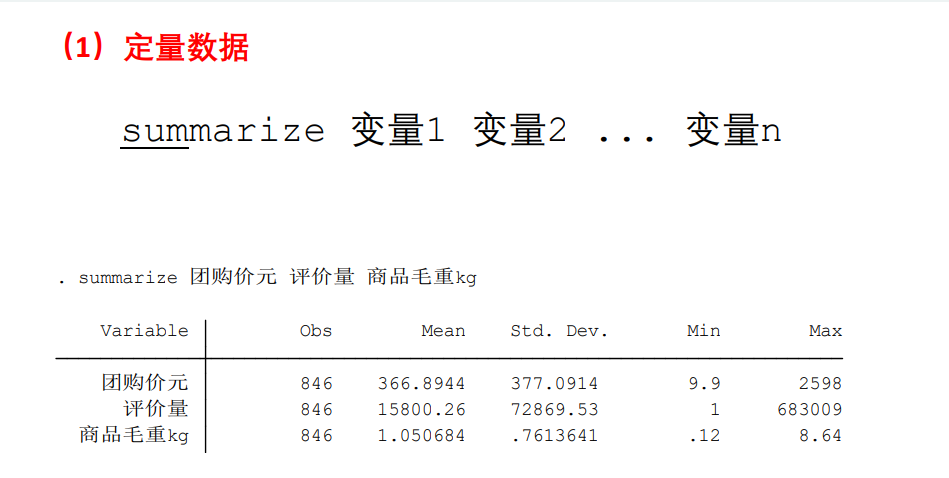 (1) 定量数据
summarize 变量1 变量2 ... 变量n
. summarize 团购价元 评价量 商品毛重kg
Variable Obs Mean Std. Dev. Min Max
团购价元 846 366.8944 377.0914 9.9 2598
评价量 846 15800.26 72869.53 1 683009
商品毛重kg 846 1.050684 .7613641 .12 8.64